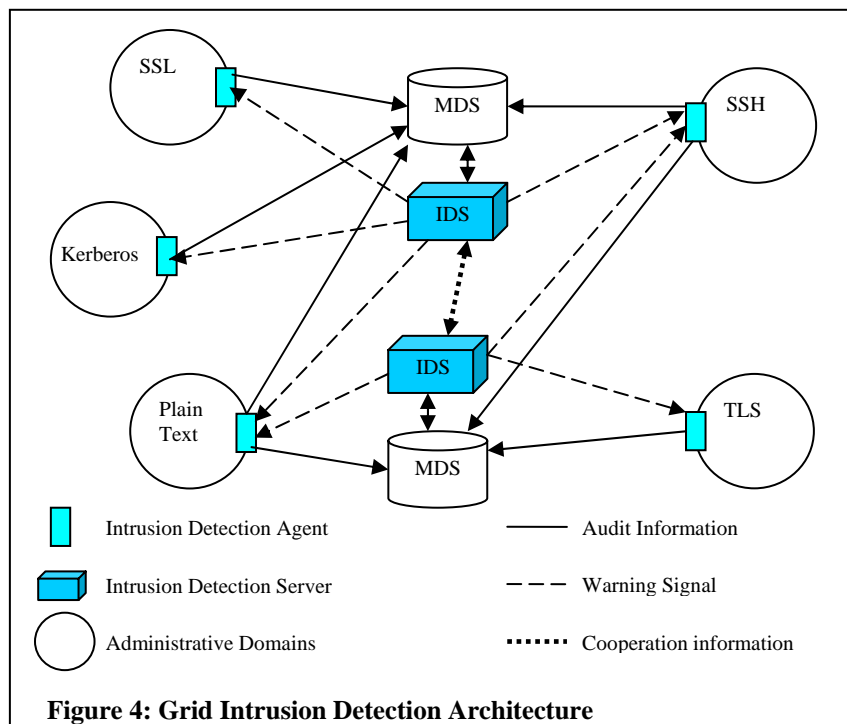 SSL
MDS
SSH
IDS
Kerberos
IDS
Plain
Text
TLS
MDS
Intrusion Detection Agent
Audit Information
Intrusion Detection Server
Warning Signal
Administrative Domains
Cooperation information
Figure 4: Grid Intrusion Detection Architecture